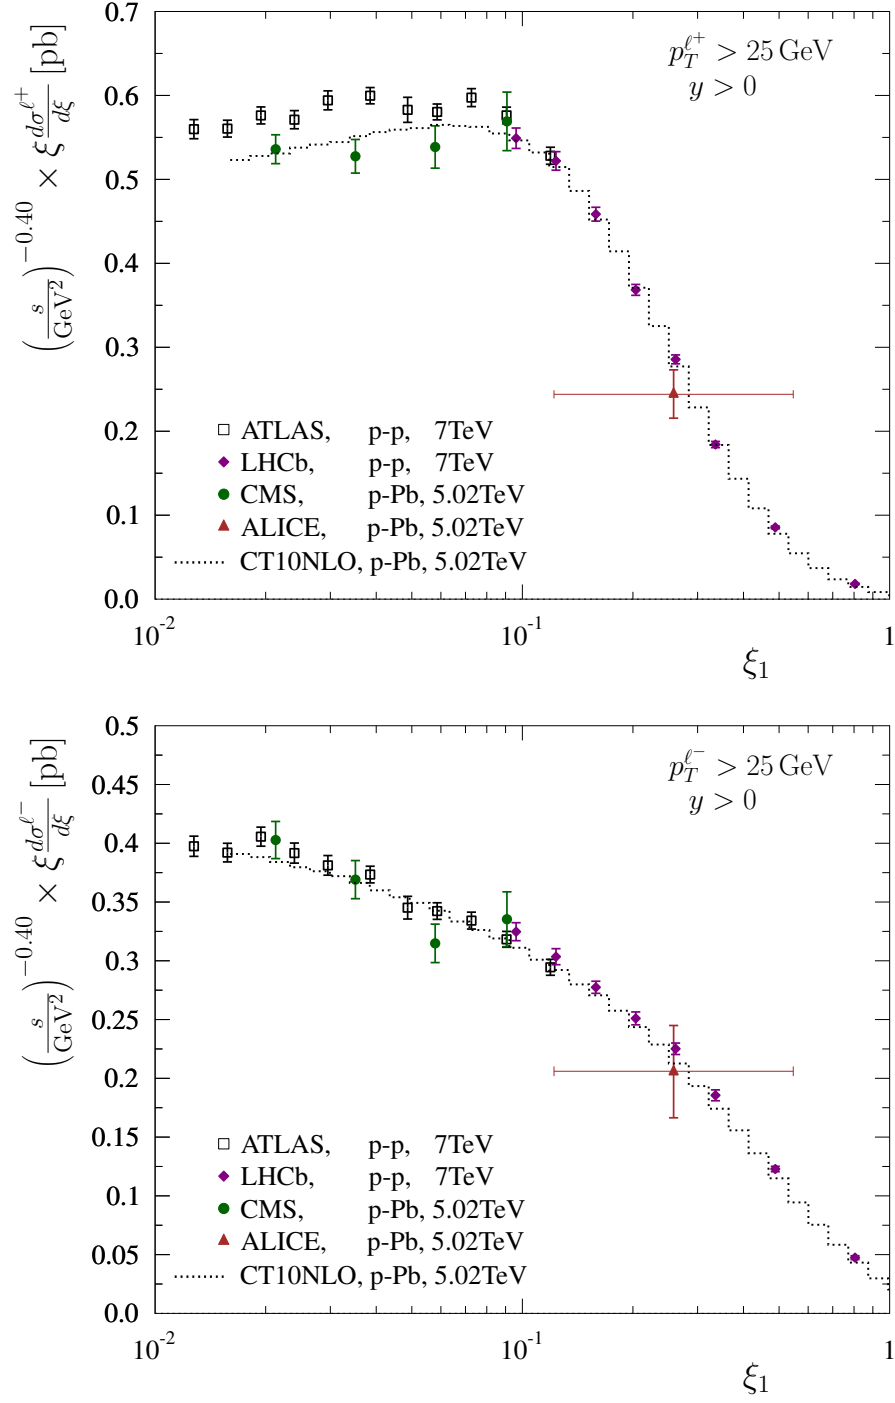 0.7
0.6
0.5
0.4
0.3
0.2
0.1
0.0
(s/GeV²)^−0.40 × ξ dσ^ℓ+/dξ [pb]
p_T^ℓ+ > 25 GeV
y > 0
ATLAS, p-p, 7TeV
LHCb, p-p, 7TeV
CMS, p-Pb, 5.02TeV
ALICE, p-Pb, 5.02TeV
CT10NLO, p-Pb, 5.02TeV
10⁻² 10⁻¹ 1
ξ₁
0.5
0.45
0.4
0.35
0.3
0.25
0.2
0.15
0.1
0.05
0.0
(s/GeV²)^−0.40 × ξ dσ^ℓ−/dξ [pb]
p_T^ℓ− > 25 GeV
y > 0
ATLAS, p-p, 7TeV
LHCb, p-p, 7TeV
CMS, p-Pb, 5.02TeV
ALICE, p-Pb, 5.02TeV
CT10NLO, p-Pb, 5.02TeV
10⁻² 10⁻¹ 1
ξ₁